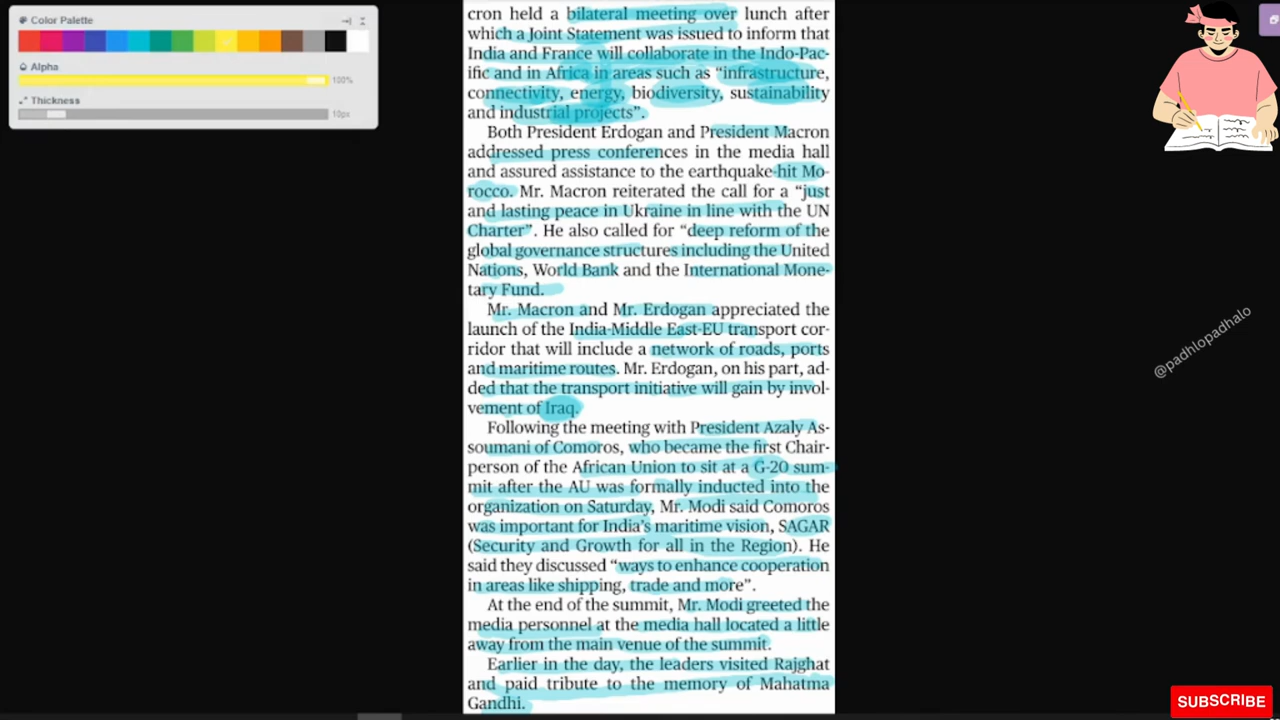 Color Palette
Alpha
100%
Thickness
10px
cron held a bilateral meeting over lunch after
which a Joint Statement was issued to inform that
India and France will collaborate in the Indo-Pac-
ific and in Africa in areas such as “infrastructure,
connectivity, energy, biodiversity, sustainability
and industrial projects”.
Both President Erdogan and President Macron
addressed press conferences in the media hall
and assured assistance to the earthquake-hit Mo-
rocco. Mr. Macron reiterated the call for a “just
and lasting peace in Ukraine in line with the UN
Charter”. He also called for “deep reform of the
global governance structures including the United
Nations, World Bank and the International Mone-
tary Fund.
Mr. Macron and Mr. Erdogan appreciated the
launch of the India-Middle East-EU transport cor-
ridor that will include a network of roads, ports
and maritime routes. Mr. Erdogan, on his part, ad-
ded that the transport initiative will gain by invol-
vement of Iraq.
Following the meeting with President Azaly As-
soumani of Comoros, who became the first Chair-
person of the African Union to sit at a G-20 sum-
mit after the AU was formally inducted into the
organization on Saturday, Mr. Modi said Comoros
was important for India’s maritime vision, SAGAR
(Security and Growth for all in the Region). He
said they discussed “ways to enhance cooperation
in areas like shipping, trade and more”.
At the end of the summit, Mr. Modi greeted the
media personnel at the media hall located a little
away from the main venue of the summit.
Earlier in the day, the leaders visited Rajghat
and paid tribute to the memory of Mahatma
Gandhi.
@padhlopadhalo
SUBSCRIBE